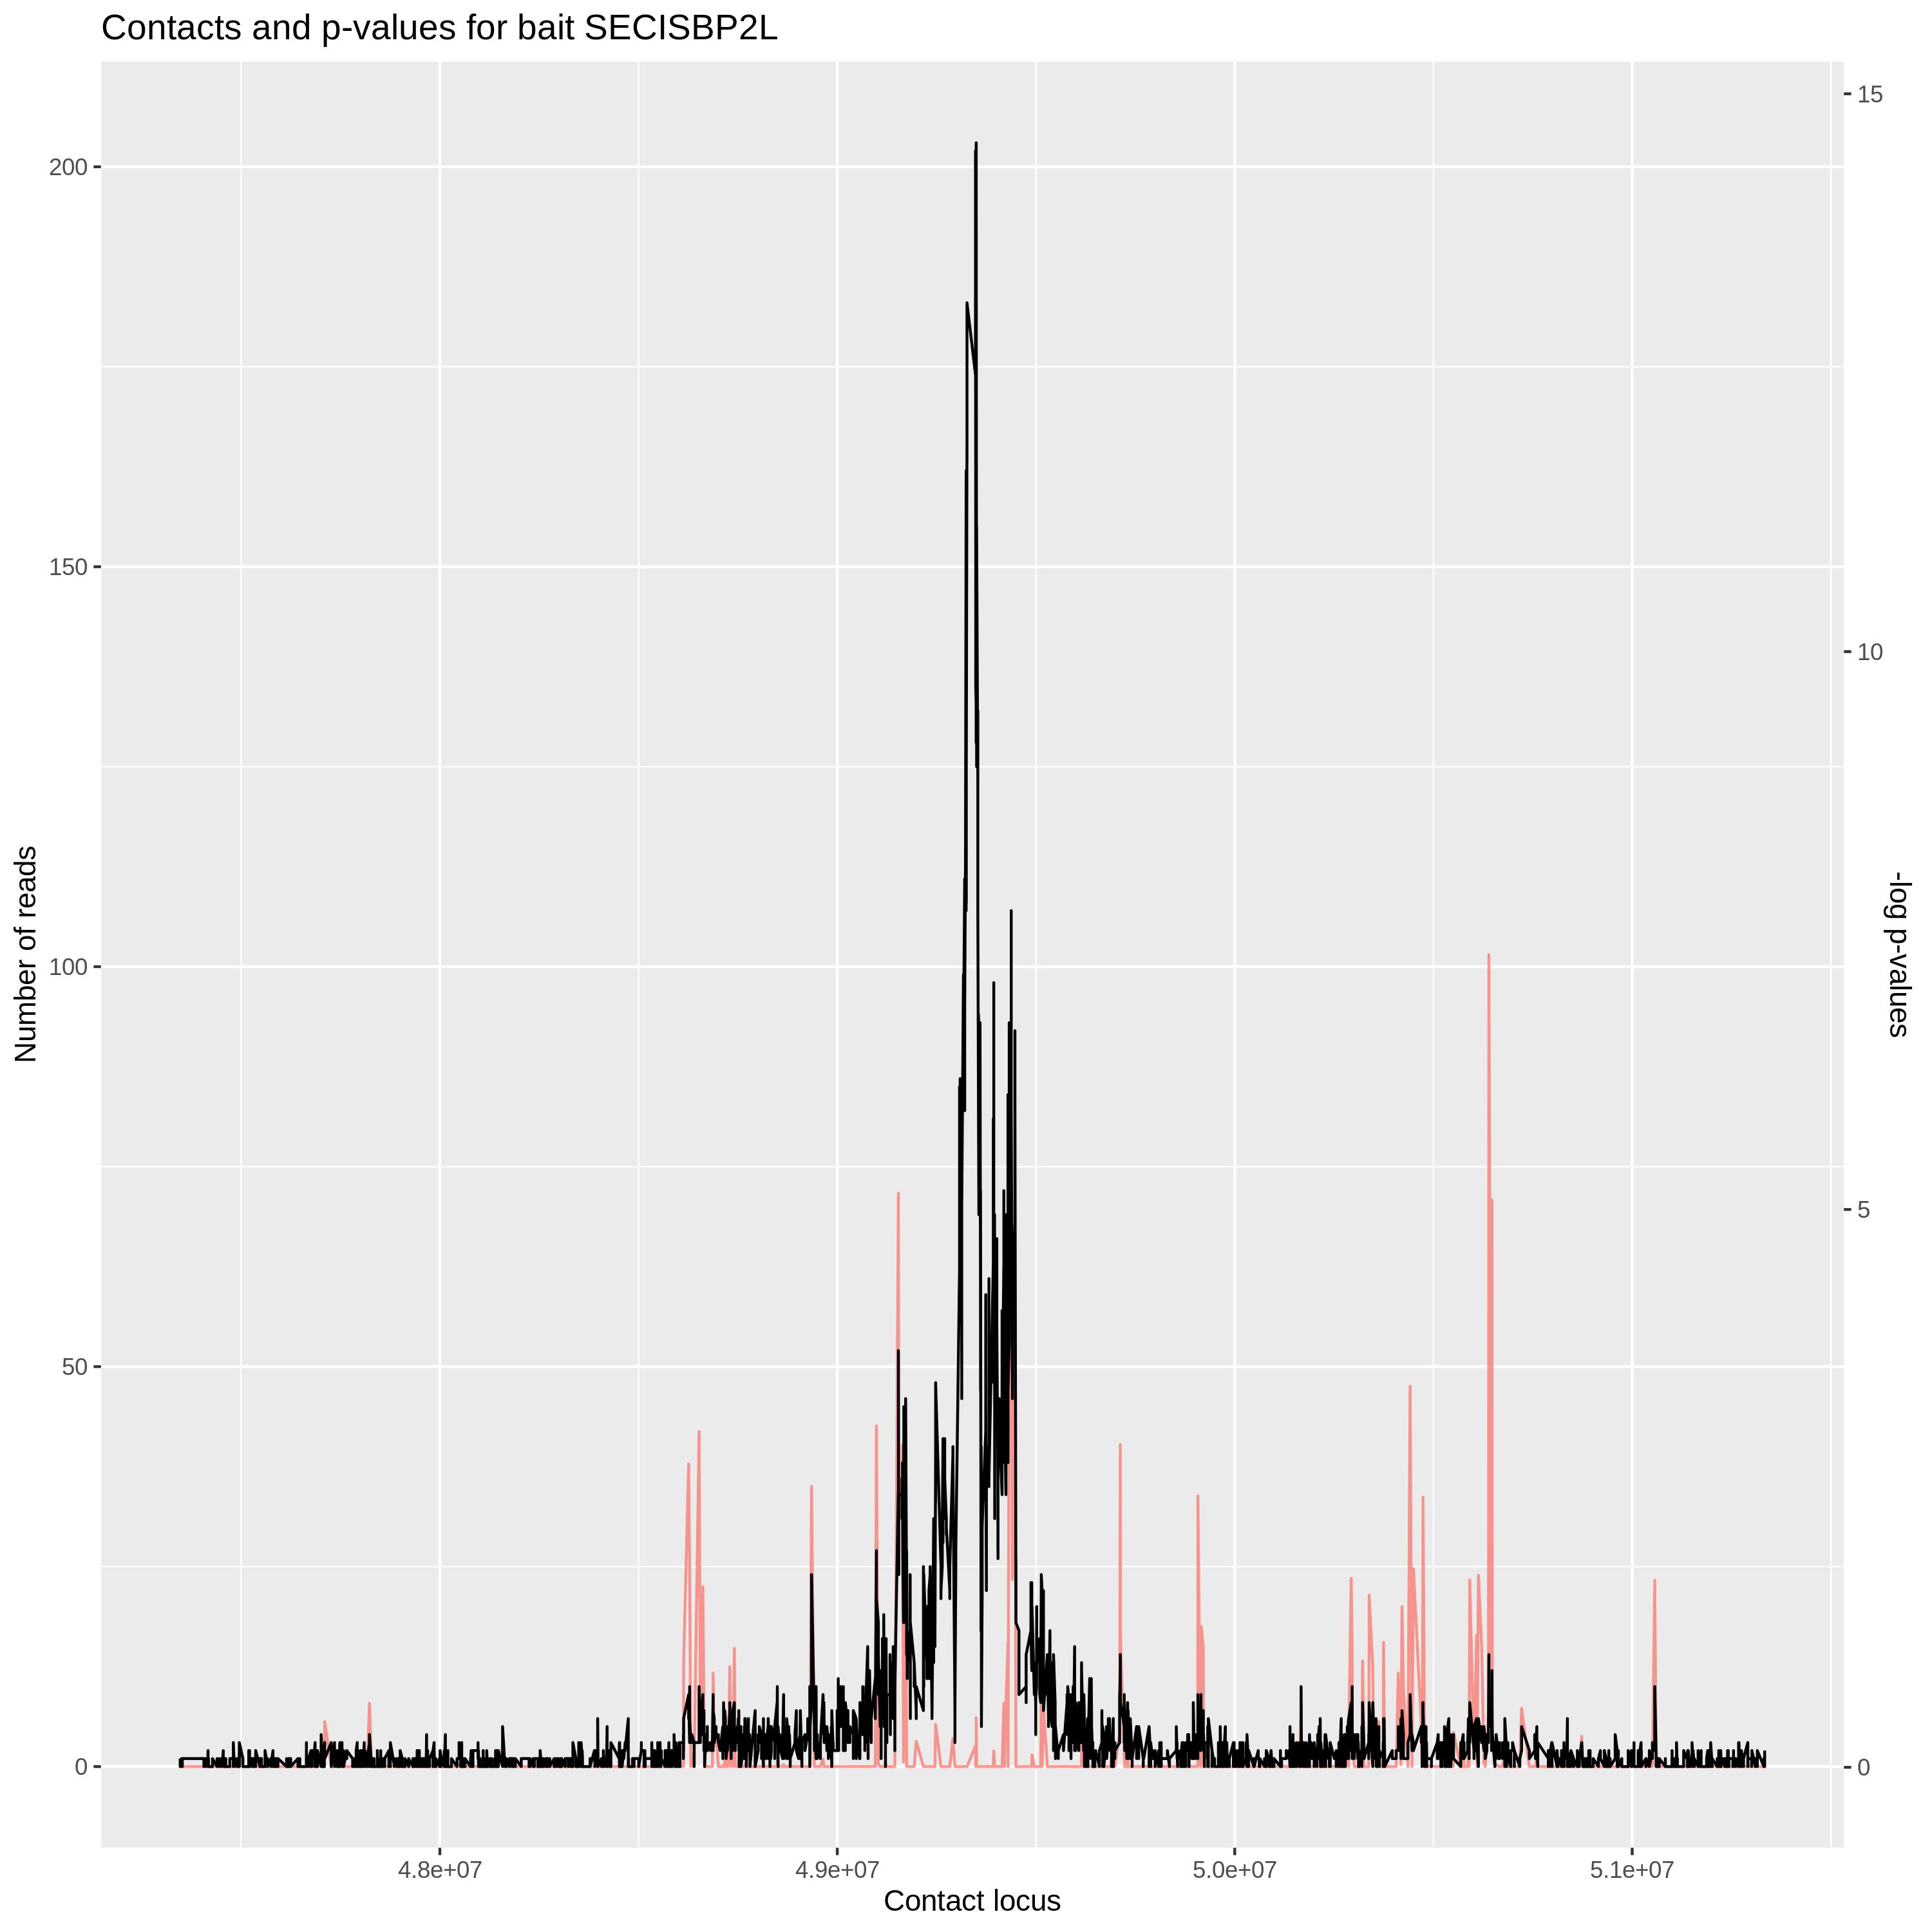 Contacts and p-values for bait SECISBP2L
200
150
100
50
0
Number of reads
15
10
5
0
-log p-values
4.8e+07
4.9e+07
5.0e+07
5.1e+07
Contact locus